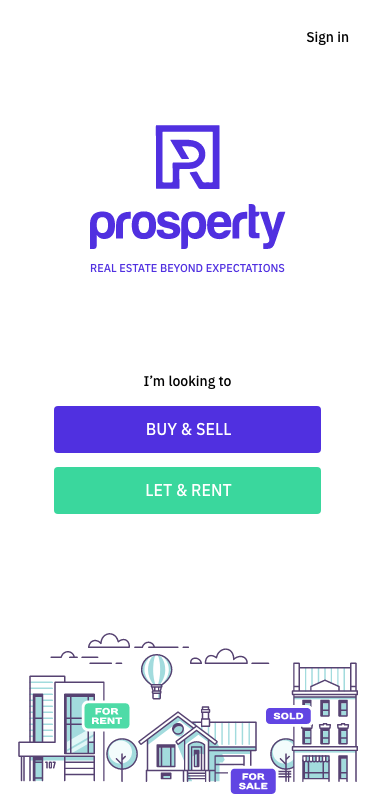 Sign in
prosperty
REAL ESTATE BEYOND EXPECTATIONS
I'm looking to
BUY & SELL
LET & RENT
FOR
RENT
SOLD
107
FOR
SALE